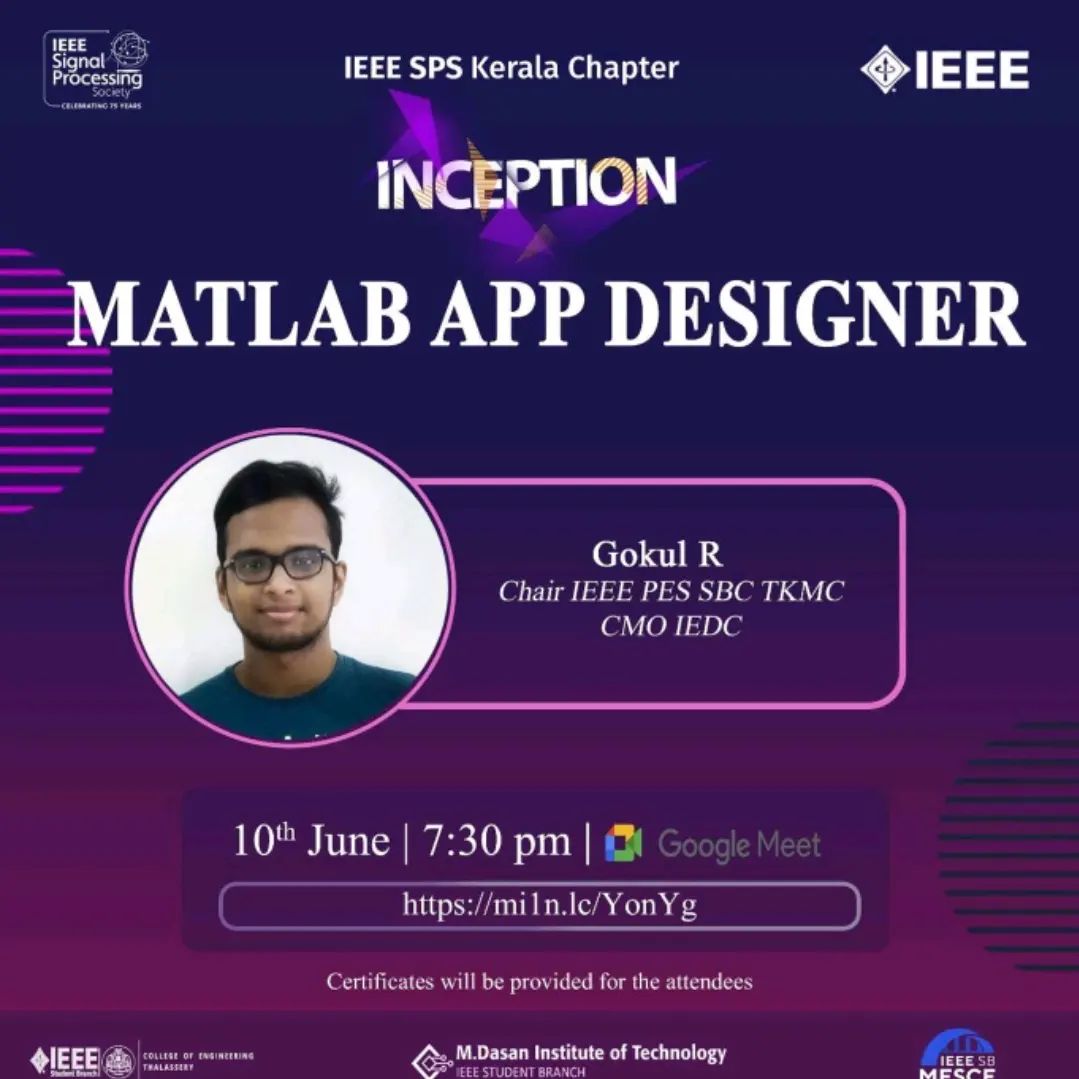 IEEE
Signal
Processing
Society
CELEBRATING 75 YEARS
IEEE SPS Kerala Chapter
IEEE
INCEPTION
MATLAB APP DESIGNER
Gokul R
Chair IEEE PES SBC TKMC
CMO IEDC
10th June | 7:30 pm | Google Meet
https://mi1n.lc/YonYg
Certificates will be provided for the attendees
IEEE
Student Branch
COLLEGE OF ENGINEERING
THALASSERY
M.Dasan Institute of Technology
IEEE STUDENT BRANCH
IEEE SB
MESCE